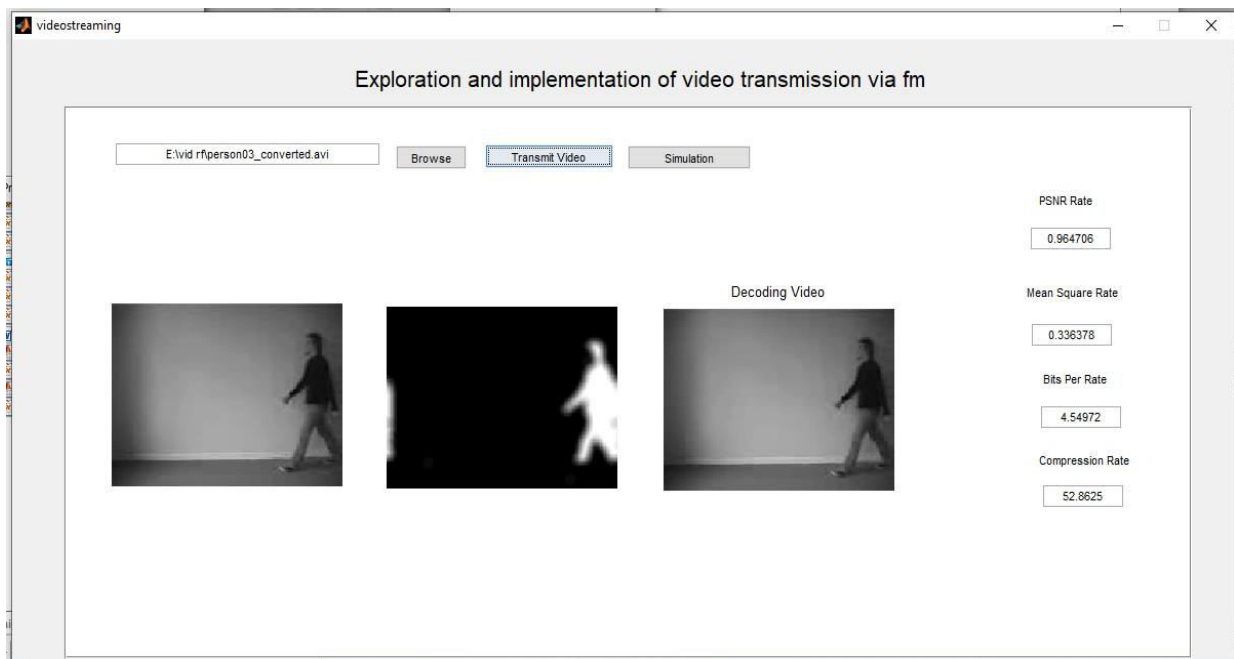 videostreaming
Exploration and implementation of video transmission via fm
E:\vid rf\person03_converted.avi
Browse
Transmit Video
Simulation
PSNR Rate
0.964706
Decoding Video
Mean Square Rate
0.336378
Bits Per Rate
4.54972
Compression Rate
52.8625